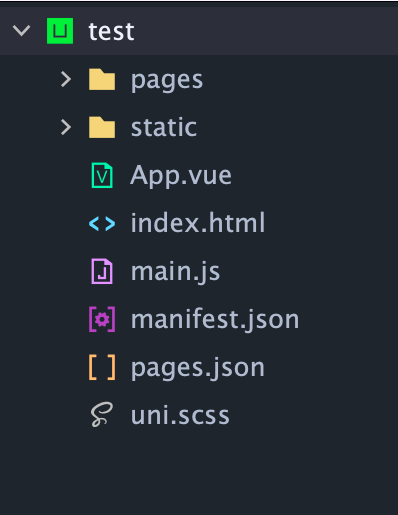 test
pages
static
App.vue
index.html
main.js
manifest.json
pages.json
uni.scss